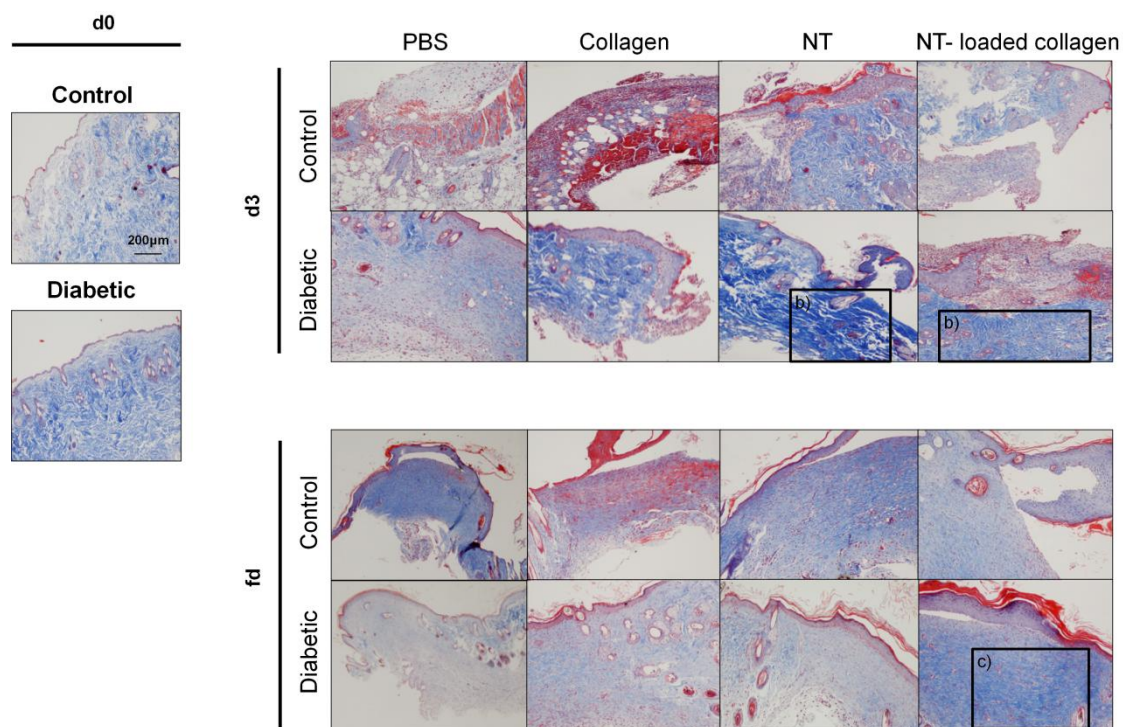 d0
Control
200µm
Diabetic
PBS Collagen NT NT- loaded collagen
d3
Control
Diabetic
b)
b)
fd
Control
Diabetic
c)